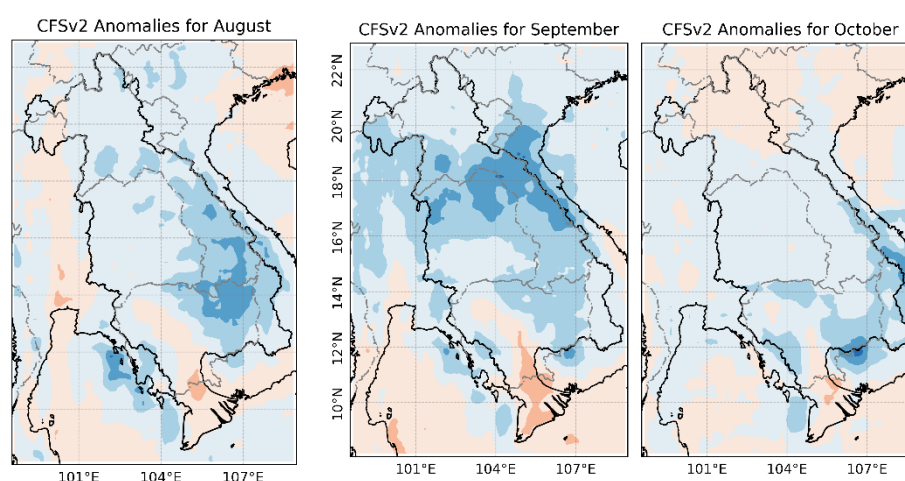 CFSv2 Anomalies for August
CFSv2 Anomalies for September
CFSv2 Anomalies for October
22°N
20°N
18°N
16°N
14°N
12°N
10°N
101°E 104°E 107°E
101°E 104°E 107°E
101°E 104°E 107°E